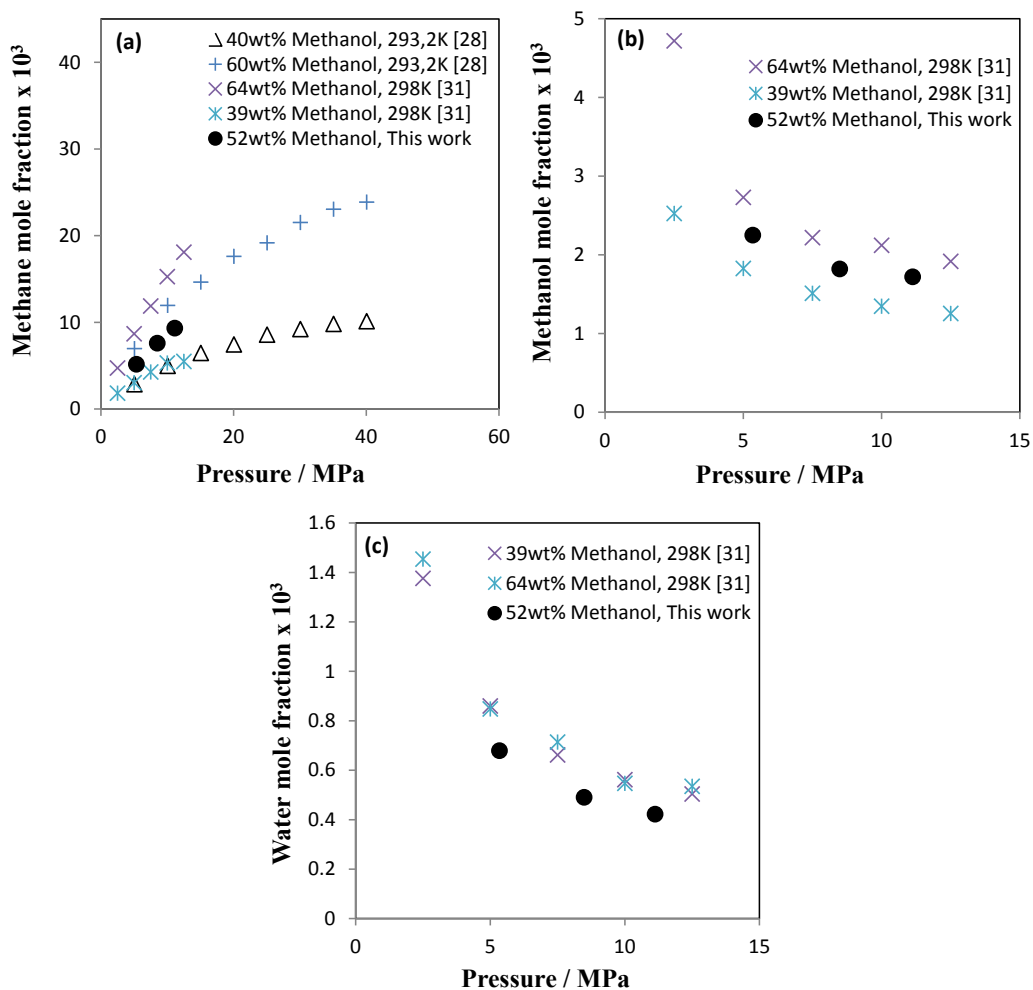 (a)
40wt% Methanol, 293,2K [28]
60wt% Methanol, 293,2K [28]
64wt% Methanol, 298K [31]
39wt% Methanol, 298K [31]
52wt% Methanol, This work
Methane mole fraction x 10³
40
30
20
10
0
0 20 40 60
Pressure / MPa
(b)
64wt% Methanol, 298K [31]
39wt% Methanol, 298K [31]
52wt% Methanol, This work
Methanol mole fraction x 10³
5
4
3
2
1
0
0 5 10 15
Pressure / MPa
(c)
39wt% Methanol, 298K [31]
64wt% Methanol, 298K [31]
52wt% Methanol, This work
Water mole fraction x 10³
1.6
1.4
1.2
1
0.8
0.6
0.4
0.2
0
0 5 10 15
Pressure / MPa